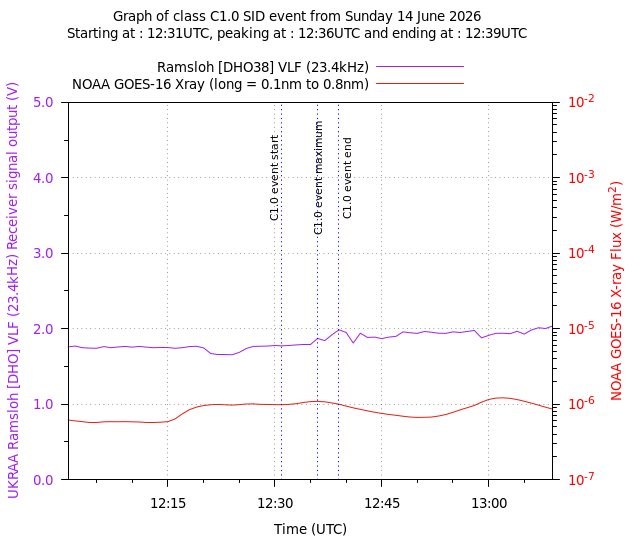 Graph of class C1.0 SID event from Sunday 14 June 2026
Starting at : 12:31UTC, peaking at : 12:36UTC and ending at : 12:39UTC
Ramsloh [DHO38] VLF (23.4kHz)
NOAA GOES-16 Xray (long = 0.1nm to 0.8nm)
UKRAA Ramsloh [DHO] VLF (23.4kHz) Receiver signal output (V)
5.0
4.0
3.0
2.0
1.0
0.0
C1.0 event start
C1.0 event maximum
C1.0 event end
10-2
10-3
10-4
10-5
10-6
10-7
NOAA GOES-16 X-ray Flux (W/m2)
12:15
12:30
12:45
13:00
Time (UTC)